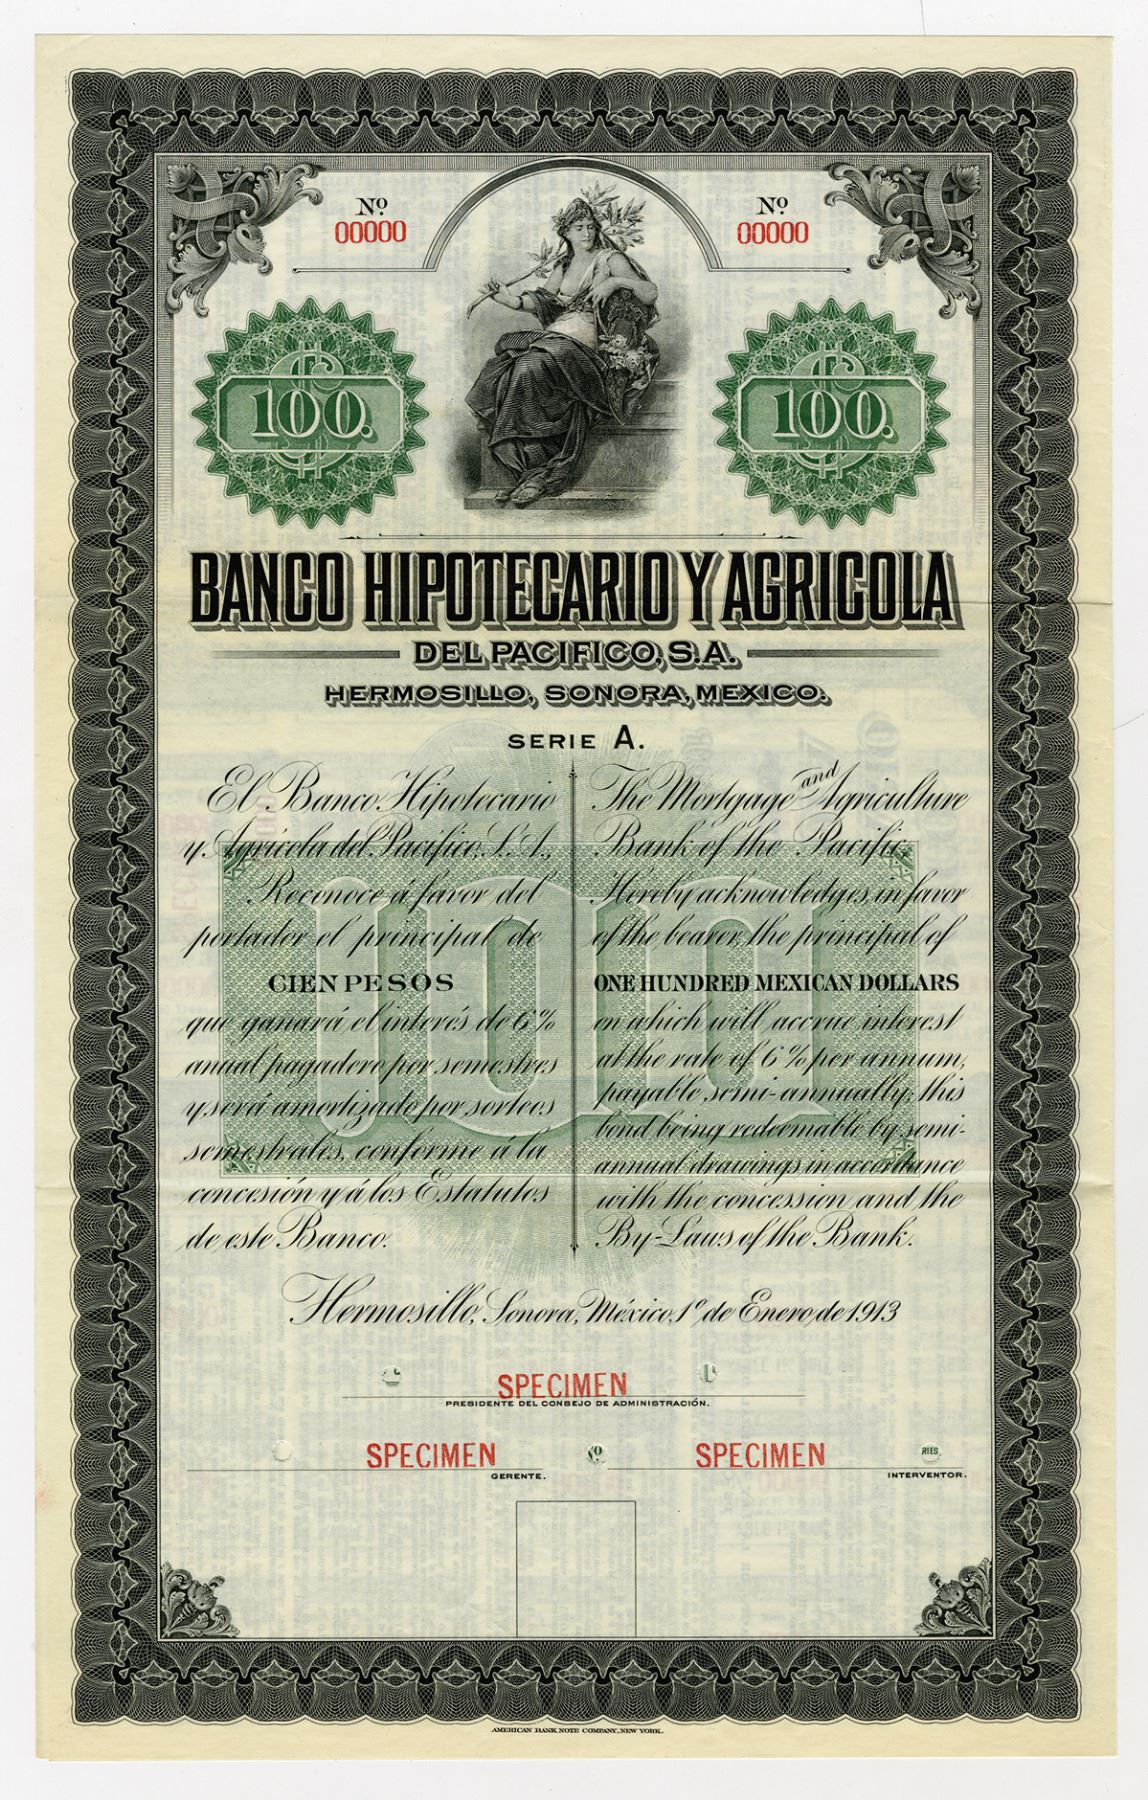 Nº 00000
Nº 00000
100.
100.
BANCO HIPOTECARIO Y AGRICOLA
DEL PACIFICO, S.A.
HERMOSILLO, SONORA, MEXICO.
SERIE A.
El Banco Hipotecario
y Agrícola del Pacífico, S. A.,
Reconoce á favor del
portador el principal de
CIEN PESOS
que ganará el interés de 6%
anual pagadero por semestres
y será amortizado por sorteos
semestrales, conforme á la
concesión y á los Estatutos
de este Banco.
The Mortgage and Agriculture
Bank of the Pacific,
Hereby acknowledges, in favor
of the bearer, the principal of
ONE HUNDRED MEXICAN DOLLARS
on which will accrue interest
at the rate of 6% per annum,
payable semi-annually, this
bond being redeemable by semi-
annual drawings in accordance
with the concession and the
By-Laws of the Bank.
100
Hermosillo, Sonora, México, 1º de Enero de 1913
SPECIMEN
PRESIDENTE DEL CONSEJO DE ADMINISTRACIÓN.
SPECIMEN
GERENTE.
SPECIMEN
INTERVENTOR.
AMERICAN BANK NOTE COMPANY, NEW YORK.